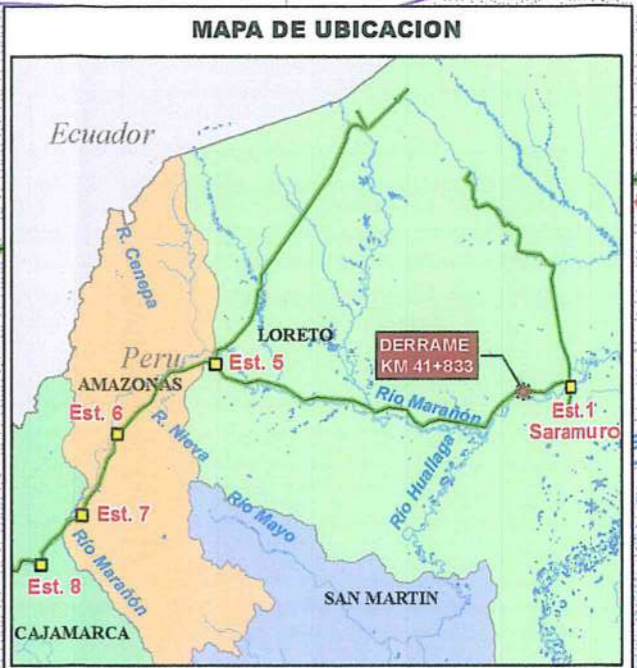 MAPA DE UBICACION
Ecuador
R. Cenepa
LORETO
Peru
Est. 5
AMAZONAS
DERRAME
KM 41+833
Río Marañón
Est.1
Saramuro
Est. 6
R. Nieva
Río Huallaga
Río Mayo
Est. 7
Río Marañón
Est. 8
SAN MARTIN
CAJAMARCA